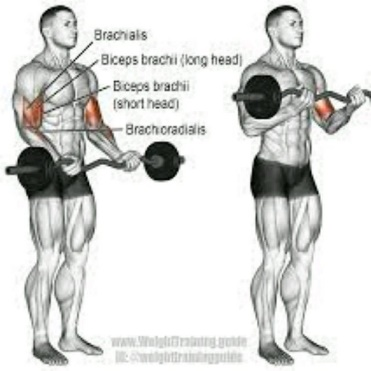 Brachialis
Biceps brachii (long head)
Biceps brachii
(short head)
Brachioradialis
www.WeightTraining.guide
IG: @weighttrainingguide